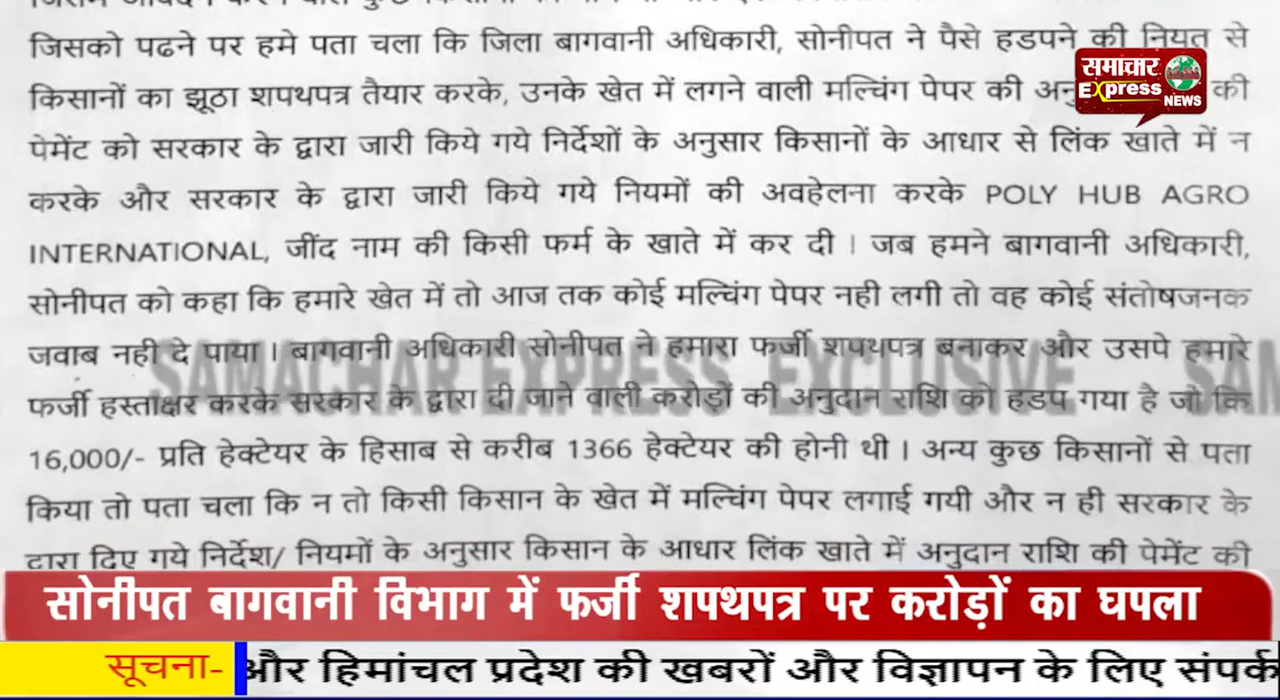 जिसको पढने पर हमे पता चला कि जिला बागवानी अधिकारी, सोनीपत ने पैसे हडपने की नियत से
किसानों का झूठा शपथपत्र तैयार करके, उनके खेत में लगने वाली मल्चिंग पेपर की की
पेमेंट को सरकार के द्वारा जारी किये गये निर्देशों के अनुसार किसानों के आधार से लिंक खाते में न
करके और सरकार के द्वारा जारी किये गये नियमों की अवहेलना करके POLY HUB AGRO
INTERNATIONAL, जींद नाम की किसी फर्म के खाते में कर दी । जब हमने बागवानी अधिकारी,
सोनीपत को कहा कि हमारे खेत में तो आज तक कोई मल्चिंग पेपर नही लगी तो वह कोई संतोषजनक
जवाब नही दे पाया । बागवानी अधिकारी सोनीपत ने हमारा फर्जी शपथपत्र बनाकर और उसपे हमारे
फर्जी हस्ताक्षर करके सरकार के द्वारा दी जाने वाली करोड़ों की अनुदान राशि को हडप गया है जो कि
16,000/- प्रति हेक्टेयर के हिसाब से करीब 1366 हेक्टेयर की होनी थी । अन्य कुछ किसानों से पता
किया तो पता चला कि न तो किसी किसान के खेत में मल्चिंग पेपर लगाई गयी और न ही सरकार के
द्वारा दिए गये निर्देश/ नियमों के अनुसार किसान के आधार लिंक खाते में अनुदान राशि की पेमेंट की
समाचार
Express
NEWS
SAMACHAR EXPRESS EXCLUSIVE SAM
सोनीपत बागवानी विभाग में फर्जी शपथपत्र पर करोड़ों का घपला
सूचना- और हिमांचल प्रदेश की खबरों और विज्ञापन के लिए संपर्क